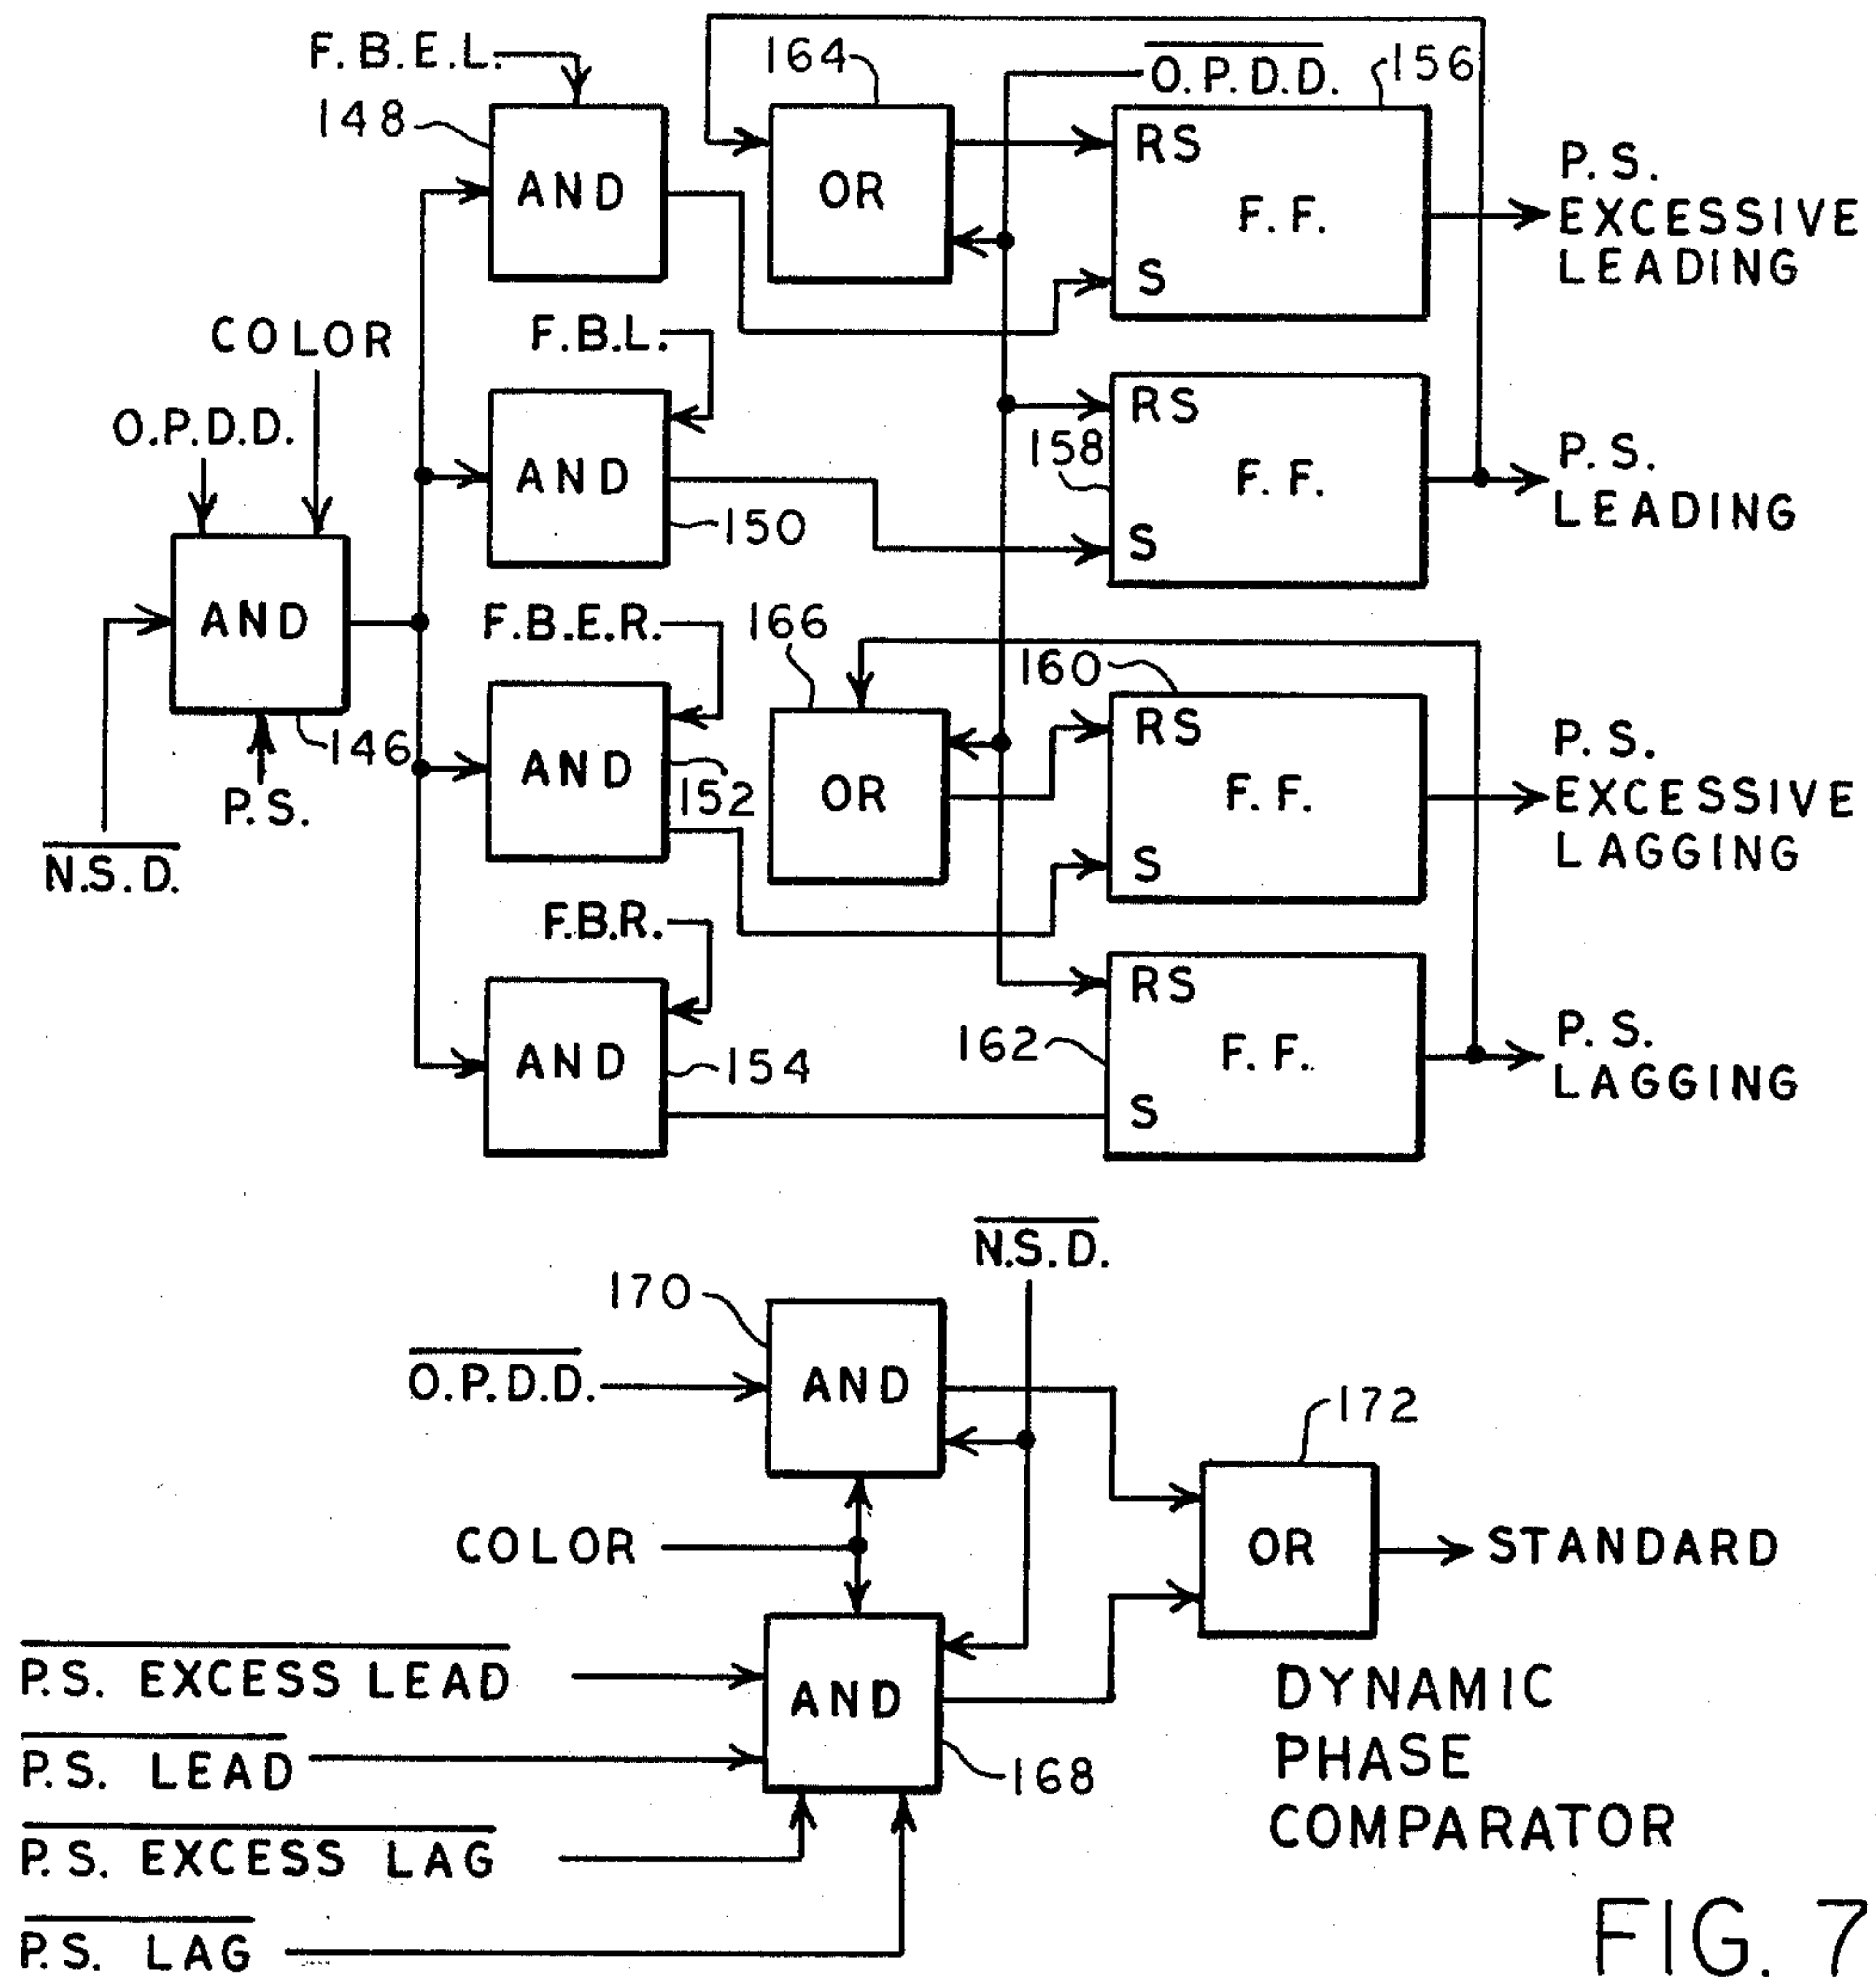 F.B.E.L.
164
O.P.D.D.
156
148
AND
OR
RS
F.F.
S
P.S.
EXCESSIVE
LEADING
COLOR
F.B.L.
O.P.D.D.
AND
150
RS
158
F.F.
S
P.S.
LEADING
AND
146
N.S.D.
P.S.
F.B.E.R.
166
160
AND
152
OR
RS
F.F.
S
P.S.
EXCESSIVE
LAGGING
F.B.R.
AND
154
RS
162
F.F.
S
P.S.
LAGGING
N.S.D.
170
O.P.D.D.
AND
172
COLOR
OR
STANDARD
P.S. EXCESS LEAD
AND
168
P.S. LEAD
P.S. EXCESS LAG
P.S. LAG
DYNAMIC
PHASE
COMPARATOR
FIG. 7